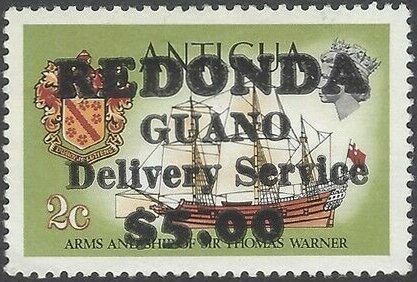 ANTIGUA
REDONDA
GUANO
Delivery Service
2c
$5.00
ARMS AND SHIP OF SIR THOMAS WARNER